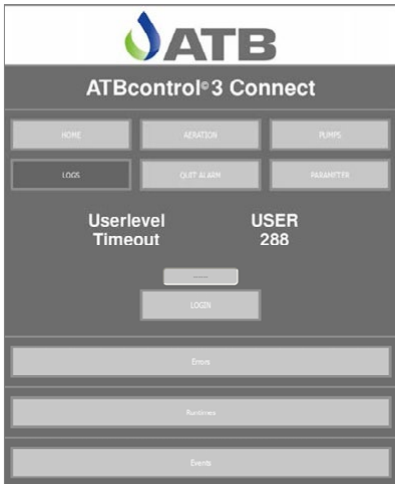 ATB
ATBcontrol©3 Connect
HOME AERATION PUMPS
LOGS QUIT ALARM PARAMETER
Userlevel USER
Timeout 288
LOGIN
Errors
Runtimes
Events